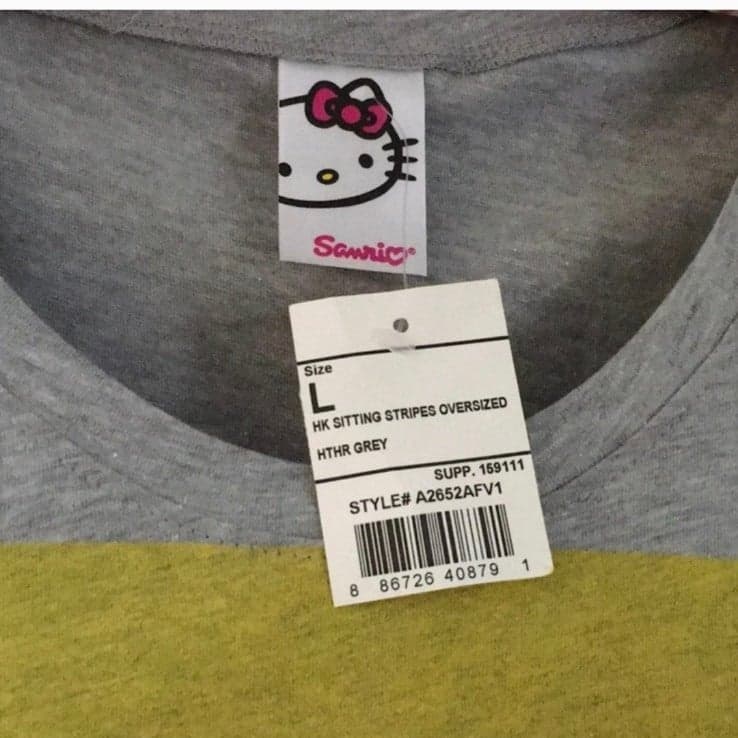 Sanrio
Size
L
HK SITTING STRIPES OVERSIZED
HTHR GREY
SUPP. 159111
STYLE# A2652AFV1
8 86726 40879 1